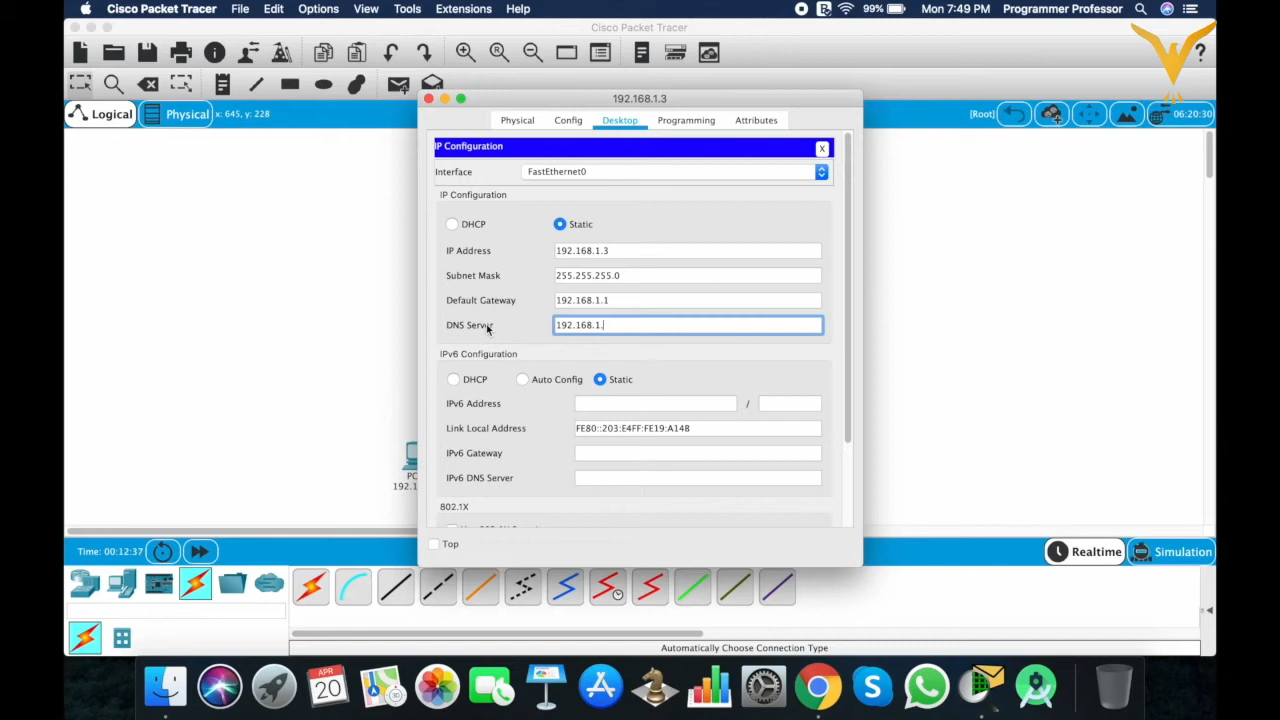 Cisco Packet Tracer File Edit Options View Tools Extensions Help 99% Mon 7:49 PM Programmer Professor
Cisco Packet Tracer
Logical Physical x: 645, y: 228 [Root] 06:20:30
192.168.1.3
Physical Config Desktop Programming Attributes
IP Configuration X
Interface FastEthernet0
IP Configuration
DHCP Static
IP Address 192.168.1.3
Subnet Mask 255.255.255.0
Default Gateway 192.168.1.1
DNS Server 192.168.1.
IPv6 Configuration
DHCP Auto Config Static
IPv6 Address /
Link Local Address FE80::203:E4FF:FE19:A14B
IPv6 Gateway
PC
IPv6 DNS Server
192.1
802.1X
Top
Time: 00:12:37 Realtime Simulation
Automatically Choose Connection Type
APR
20